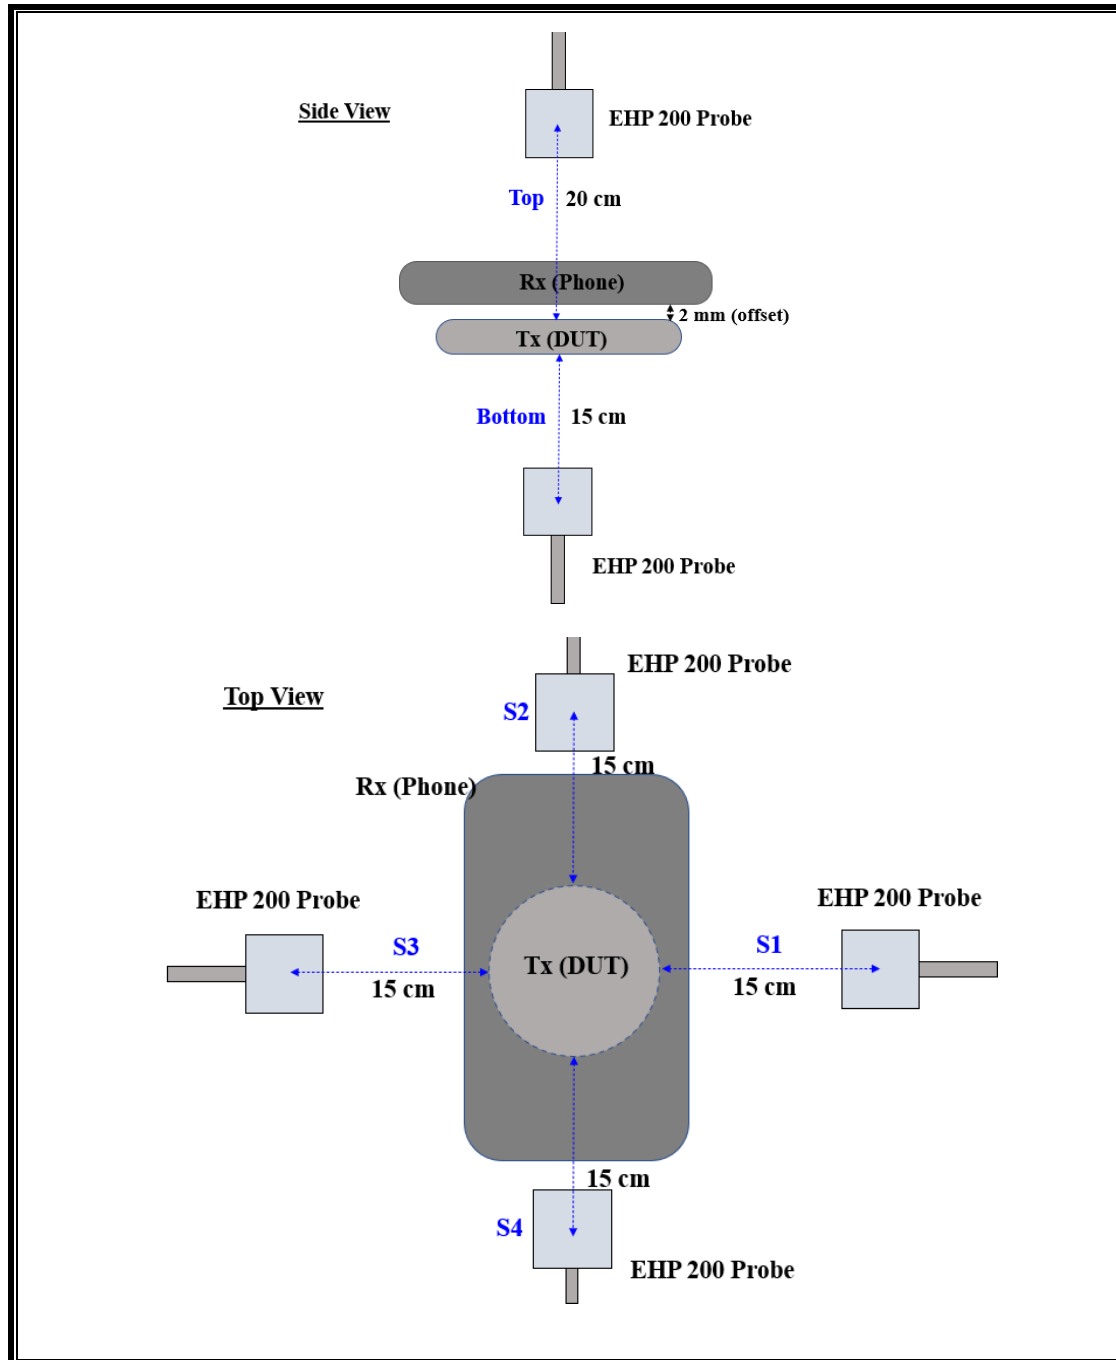 Side View
EHP 200 Probe
Top
20 cm
Rx (Phone)
2 mm (offset)
Tx (DUT)
Bottom
15 cm
EHP 200 Probe
Top View
EHP 200 Probe
S2
15 cm
Rx (Phone)
EHP 200 Probe
EHP 200 Probe
S3
S1
Tx (DUT)
15 cm
15 cm
15 cm
S4
EHP 200 Probe